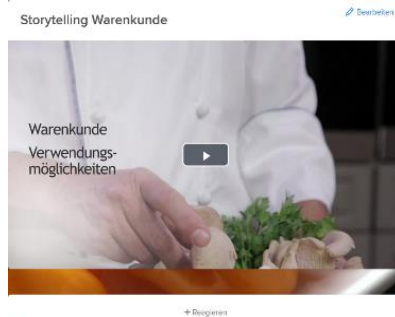 Storytelling Warenkunde
Bearbeiten
Warenkunde
Verwendungs-
möglichkeiten
+ Reagieren